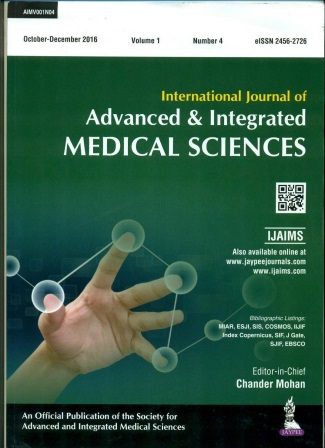 AIMV001N04
October-December 2016 Volume 1 Number 4 eISSN 2456-2726
International Journal of
Advanced & Integrated
MEDICAL SCIENCES
IJAIMS
Also available online at
www.jaypeejournals.com
www.ijaims.com
Bibliographic Listings:
MIAR, ESJI, SIS, COSMOS, IIJIF
Index Copernicus, SIF, J Gate,
SJIP, EBSCO
Editor-in-Chief
Chander Mohan
An Official Publication of the Society for
Advanced and Integrated Medical Sciences
JAYPEE